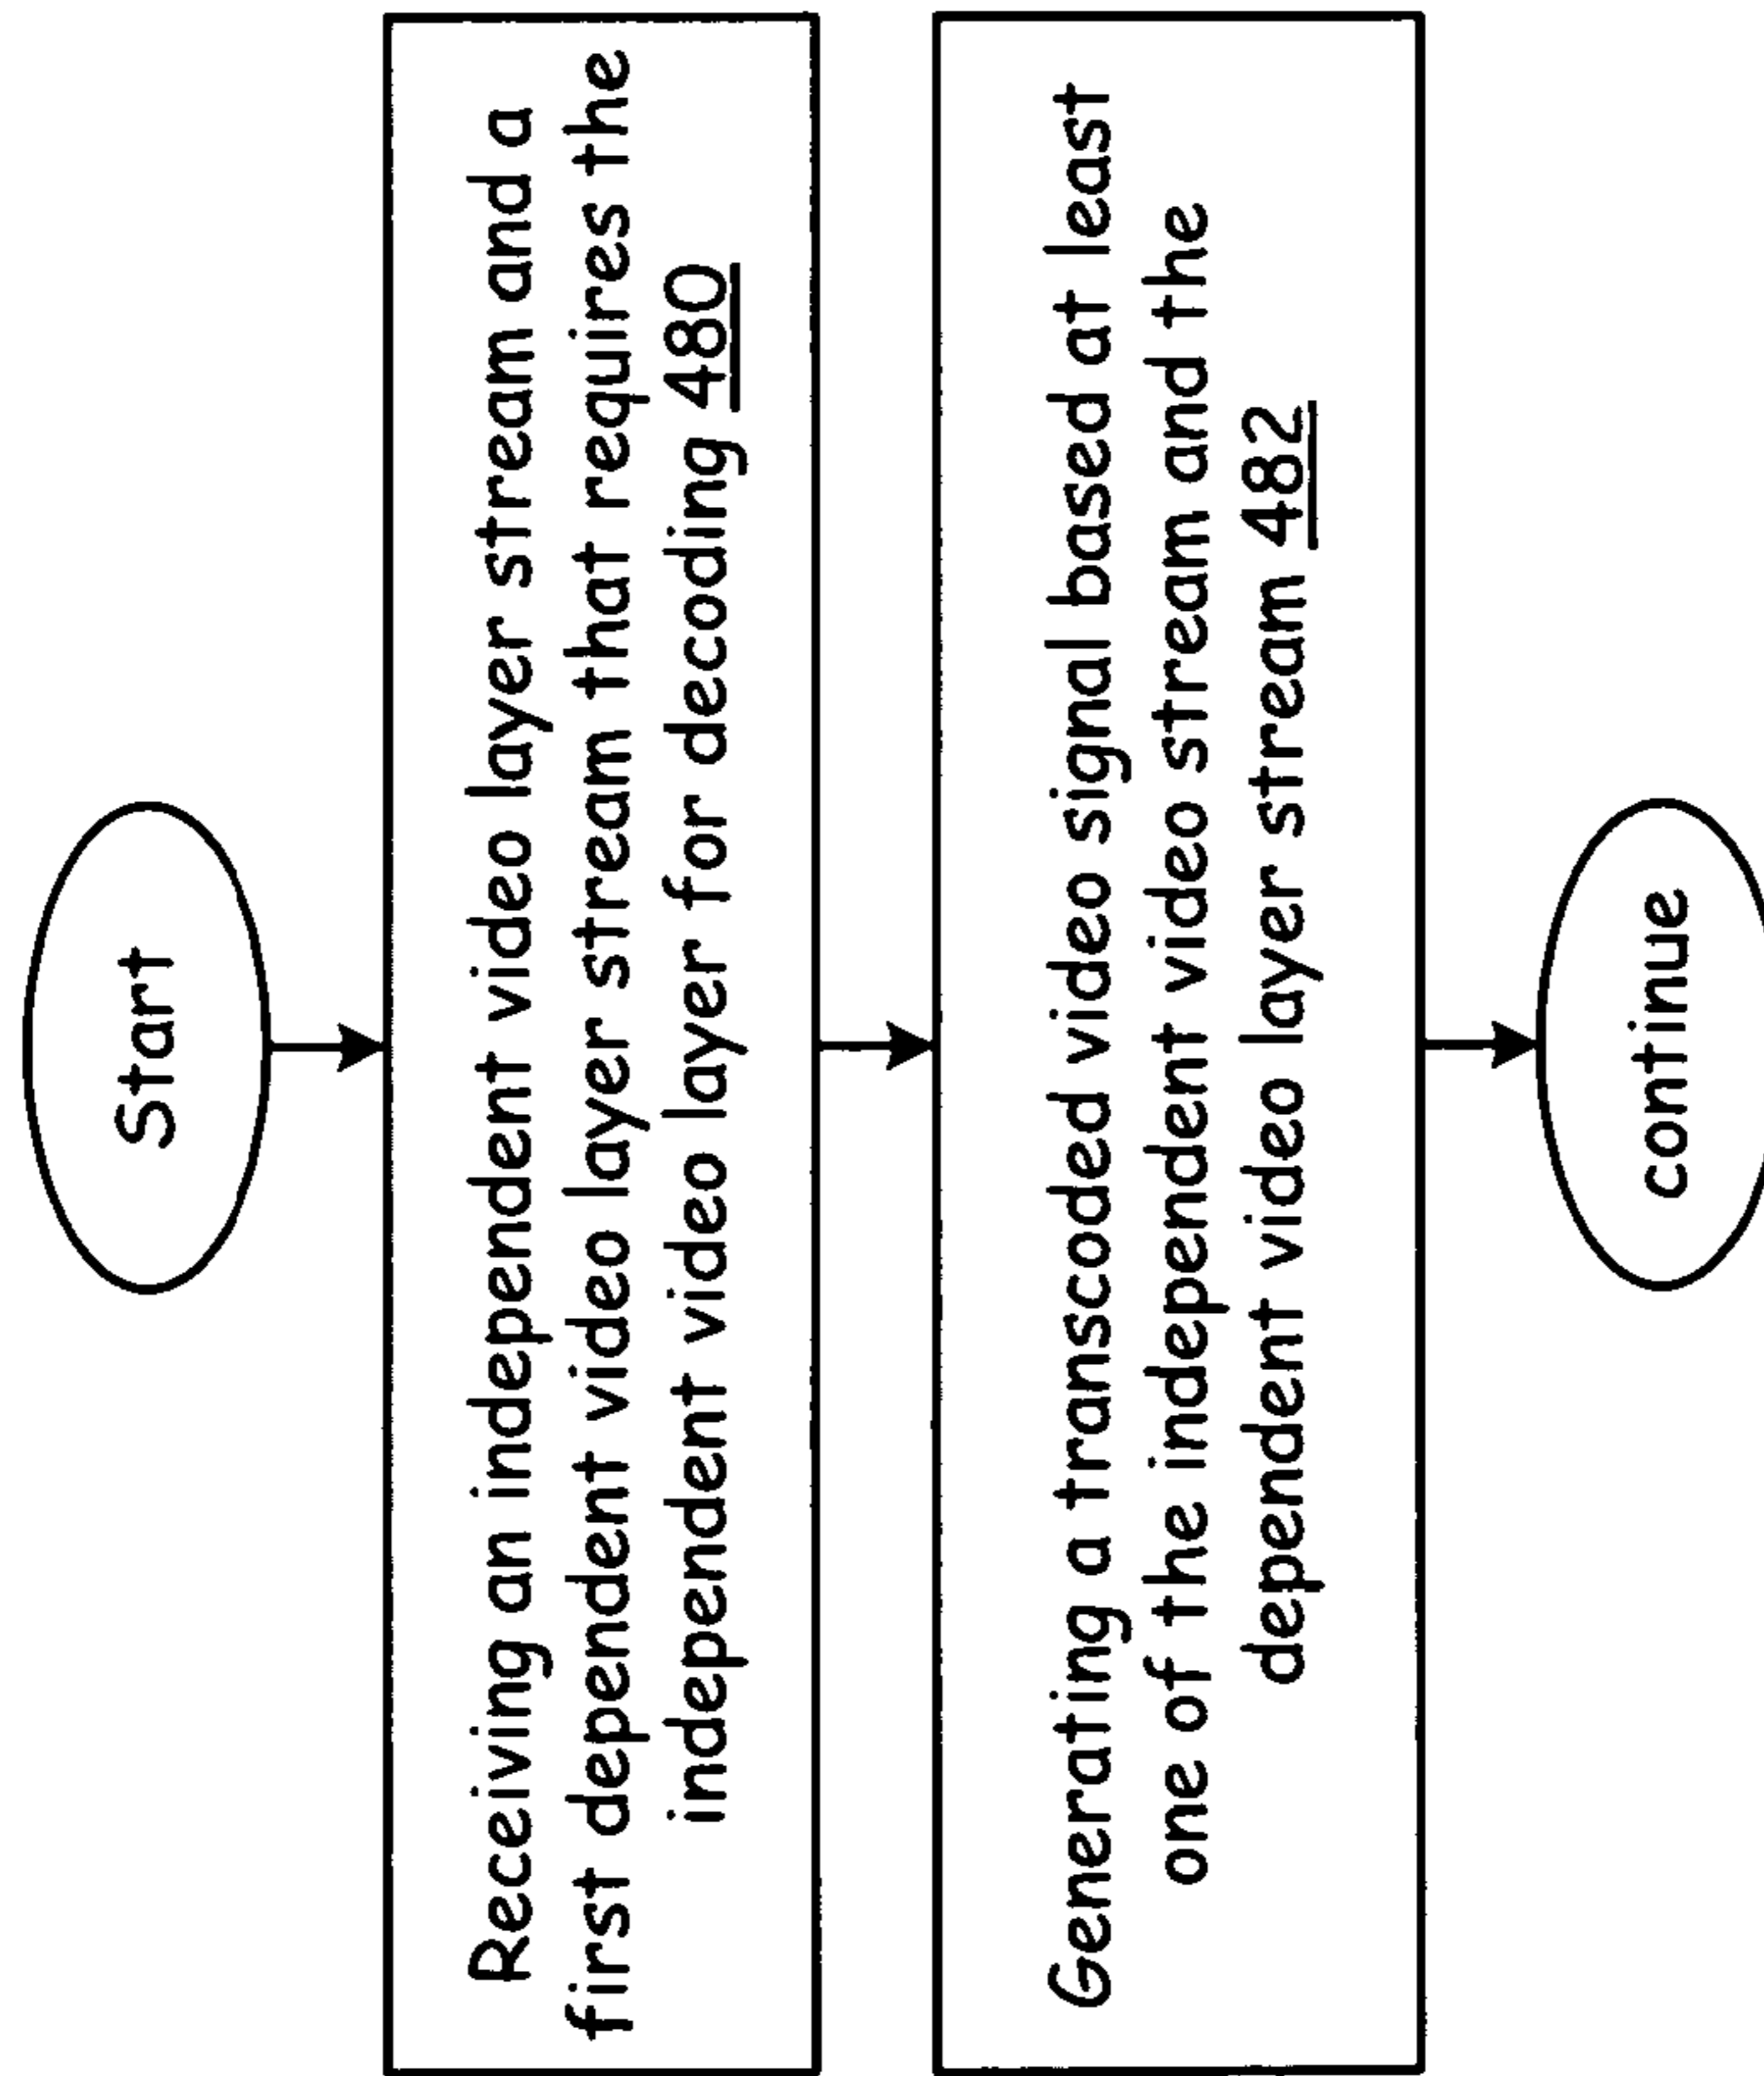 Start
Receiving an independent video layer stream and a
first dependent video layer stream that requires the
independent video layer for decoding 480
Generating a transcoded video signal based at least
one of the independent video stream and the
dependent video layer stream 482
continue